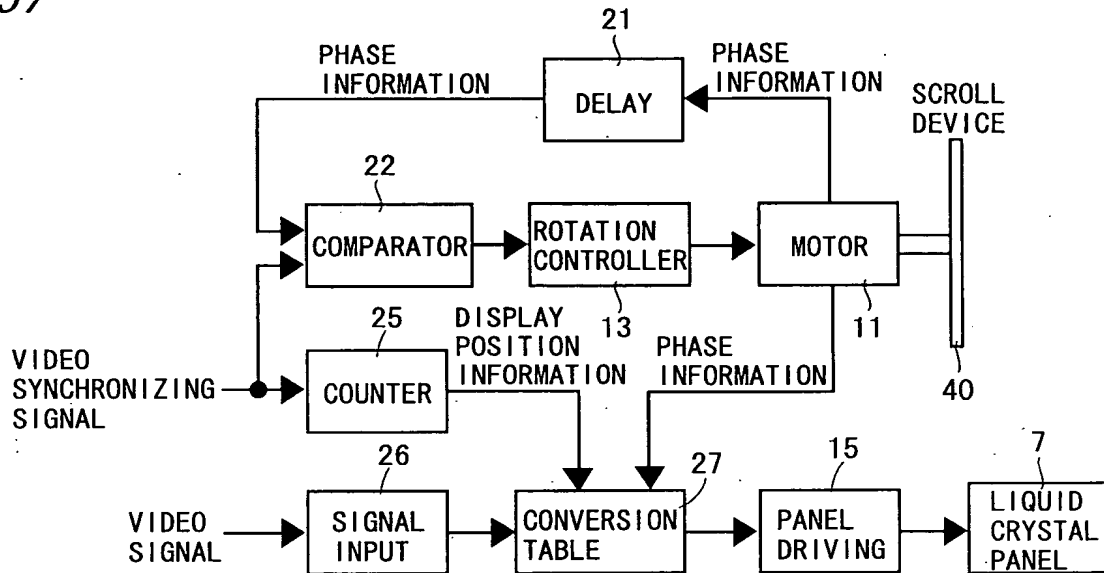 21
PHASE
INFORMATION
DELAY
PHASE
INFORMATION
SCROLL
DEVICE
22
COMPARATOR
ROTATION
CONTROLLER
13
MOTOR
11
40
VIDEO
SYNCHRONIZING
SIGNAL
25
COUNTER
DISPLAY
POSITION
INFORMATION
PHASE
INFORMATION
VIDEO
SIGNAL
26
SIGNAL
INPUT
CONVERSION
TABLE
27
15
PANEL
DRIVING
7
LIQUID
CRYSTAL
PANEL